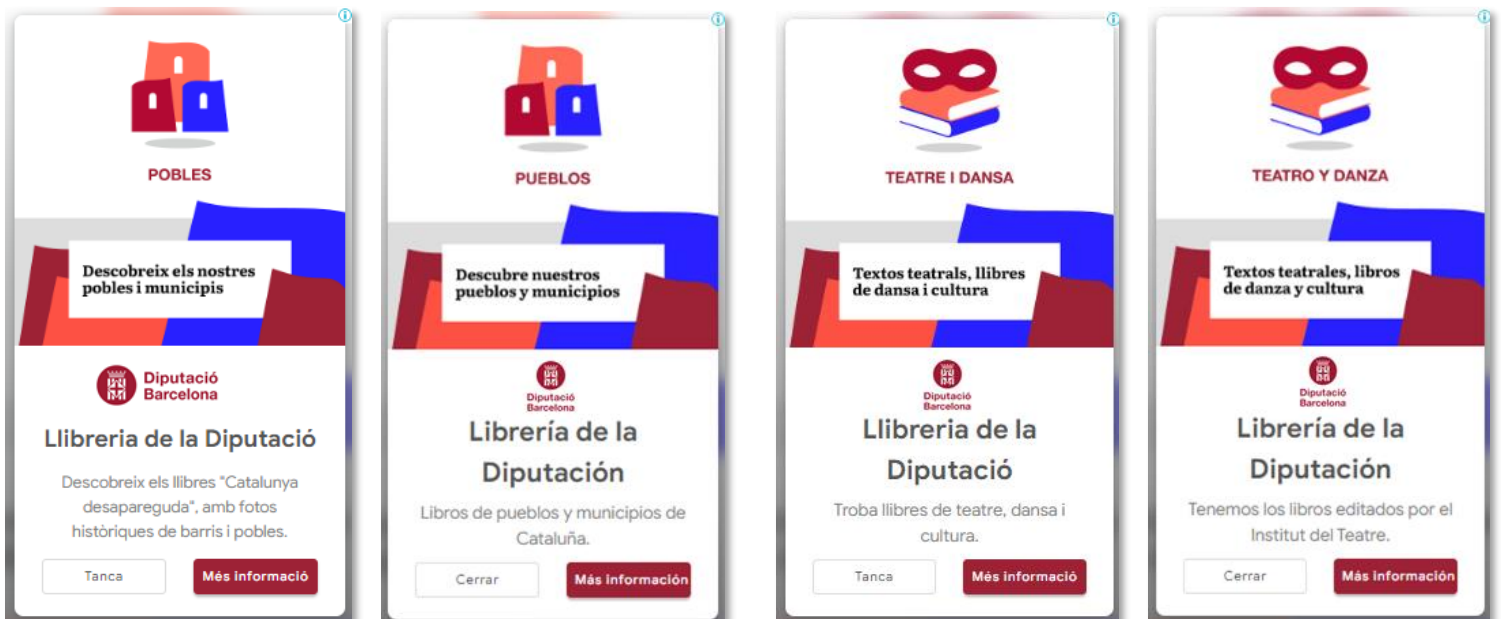 POBLES
Descobreix els nostres
pobles i municipis
Diputació
Barcelona
Llibreria de la Diputació
Descobreix els llibres "Catalunya
desapareguda", amb fotos
històriques de barris i pobles.
Tanca
Més informació
PUEBLOS
Descubre nuestros
pueblos y municipios
Diputació
Barcelona
Librería de la
Diputación
Libros de pueblos y municipios de
Cataluña.
Cerrar
Más información
TEATRE I DANSA
Textos teatrals, llibres
de dansa i cultura
Diputació
Barcelona
Llibreria de la
Diputació
Troba llibres de teatre, dansa i
cultura.
Tanca
Més informació
TEATRO Y DANZA
Textos teatrales, libros
de danza y cultura
Diputació
Barcelona
Librería de la
Diputación
Tenemos los libros editados por el
Institut del Teatre.
Cerrar
Más información